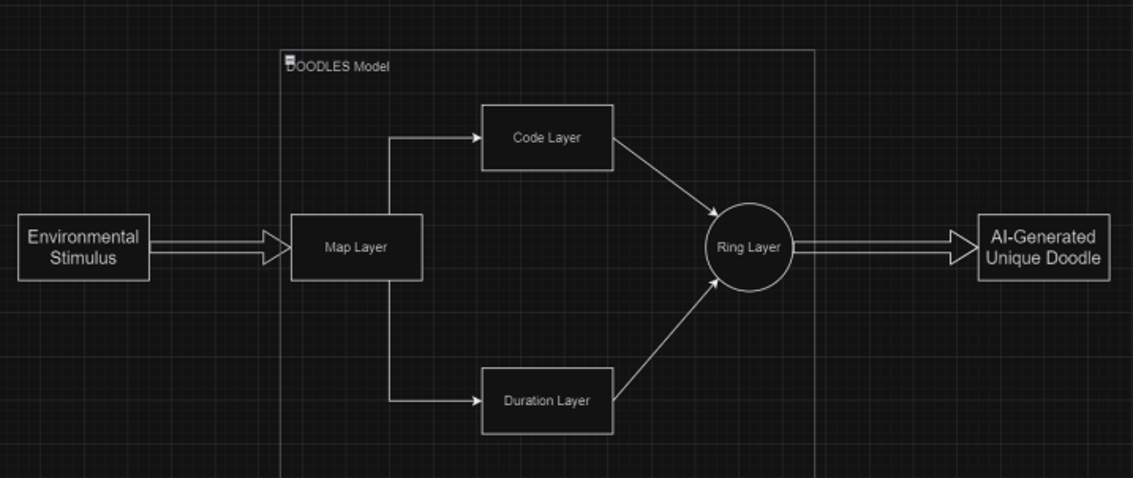 DOODLES Model
Code Layer
Environmental
Stimulus
Map Layer
Ring Layer
AI-Generated
Unique Doodle
Duration Layer